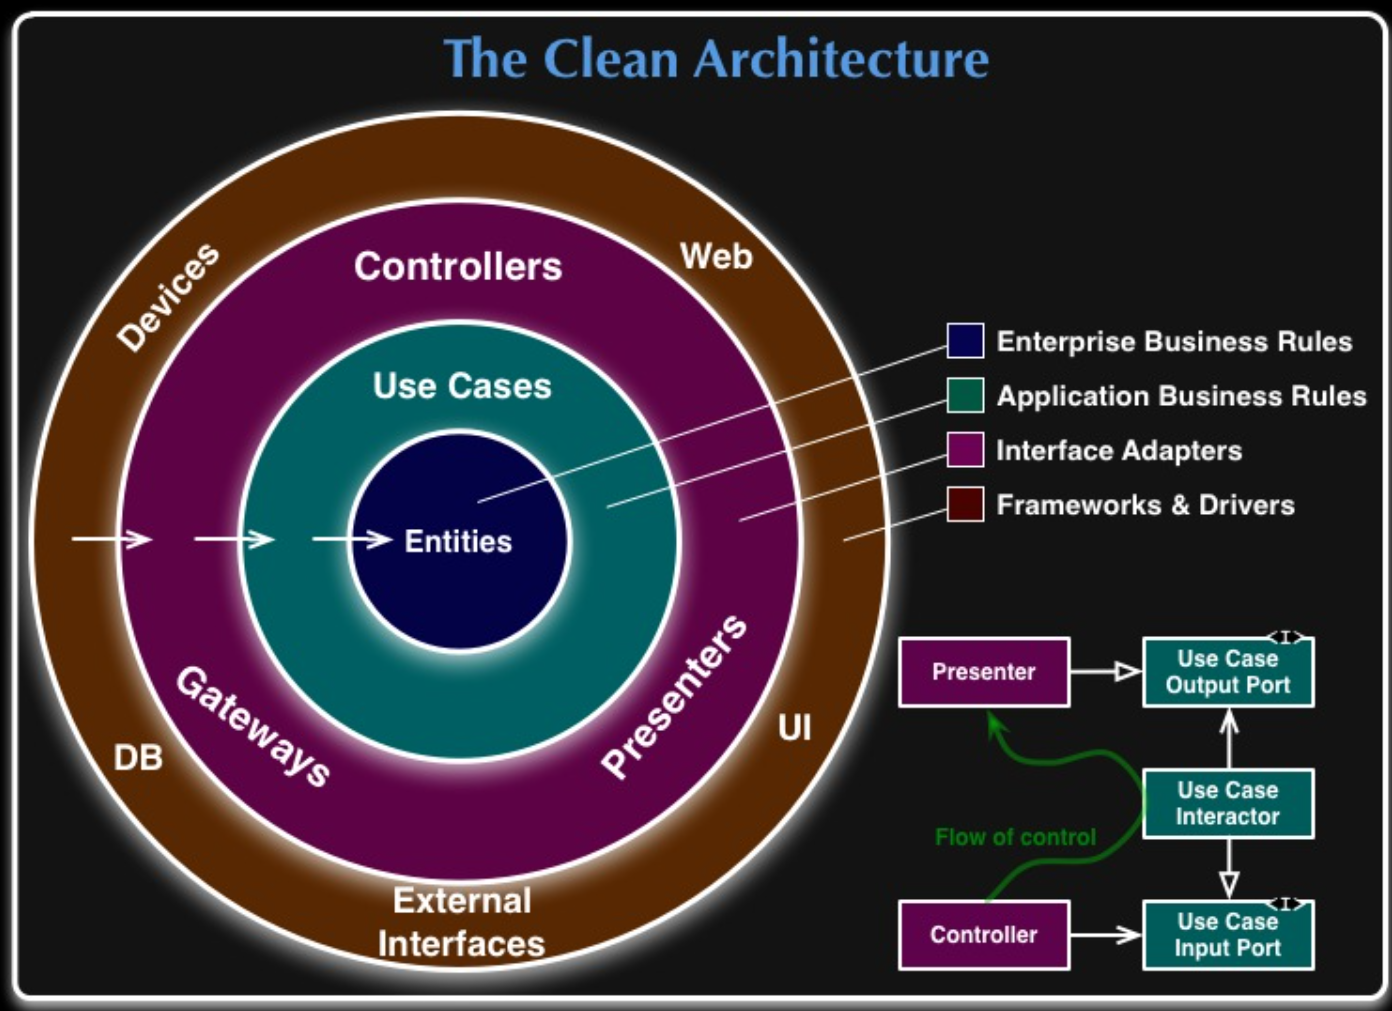 The Clean Architecture
Devices
Web
Controllers
Use Cases
Entities
Gateways
Presenters
DB
UI
External
Interfaces
Enterprise Business Rules
Application Business Rules
Interface Adapters
Frameworks & Drivers
Presenter
<I>
Use Case
Output Port
Use Case
Interactor
Flow of control
Controller
<I>
Use Case
Input Port